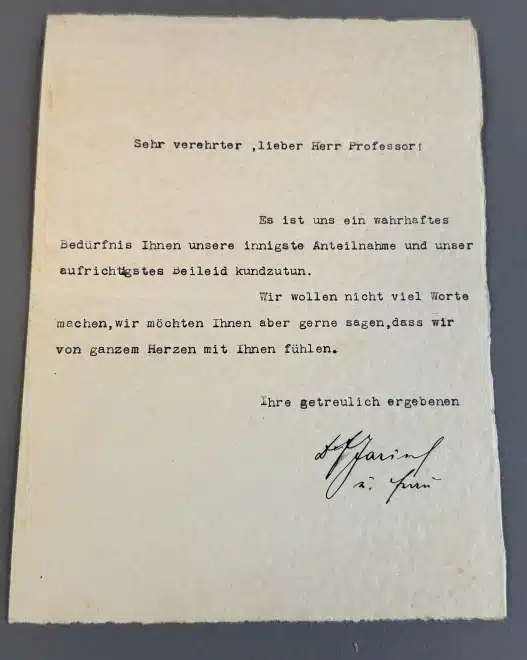 Sehr verehrter ,lieber Herr Professor!
Es ist uns ein wahrhaftes
Bedürfnis Ihnen unsere innigste Anteilnahme und unser
aufrichtigstes Beileid kundzutun.
Wir wollen nicht viel Worte
machen,wir möchten Ihnen aber gerne sagen,dass wir
von ganzem Herzen mit Ihnen fühlen.
Ihre getreulich ergebenen
u. Frau